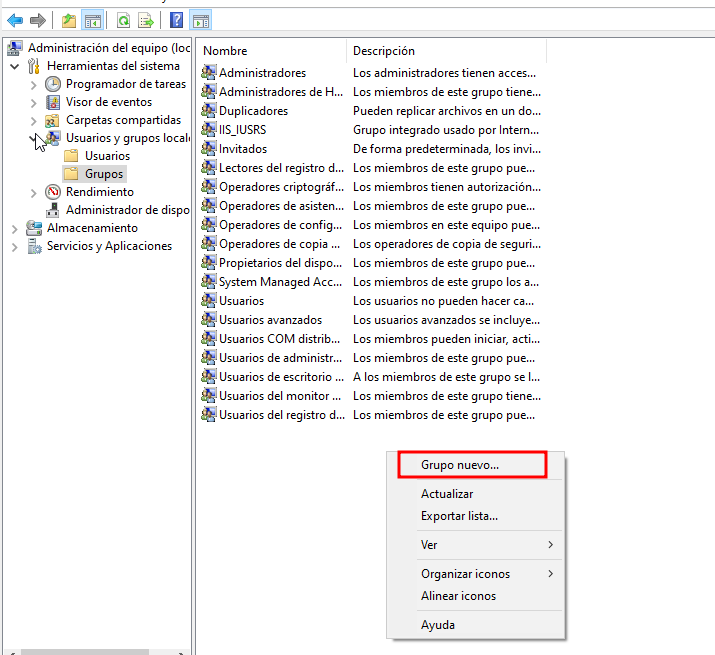 Administración del equipo (loc
Herramientas del sistema
Programador de tareas
Visor de eventos
Carpetas compartidas
Usuarios y grupos locale
Usuarios
Grupos
Rendimiento
Administrador de dispo
Almacenamiento
Servicios y Aplicaciones
Nombre Descripción
Administradores Los administradores tienen acces...
Administradores de H... Los miembros de este grupo tiene...
Duplicadores Pueden replicar archivos en un do...
IIS_IUSRS Grupo integrado usado por Intern...
Invitados De forma predeterminada, los invi...
Lectores del registro d... Los miembros de este grupo pue...
Operadores criptográf... Los miembros tienen autorización...
Operadores de asisten... Los miembros de este grupo pue...
Operadores de config... Los miembros en este equipo pue...
Operadores de copia ... Los operadores de copia de seguri...
Propietarios del dispo... Los miembros de este grupo pue...
System Managed Acc... Los miembros de este grupo los a...
Usuarios Los usuarios no pueden hacer ca...
Usuarios avanzados Los usuarios avanzados se incluye...
Usuarios COM distrib... Los miembros pueden iniciar, acti...
Usuarios de administr... Los miembros de este grupo pue...
Usuarios de escritorio ... A los miembros de este grupo se l...
Usuarios del monitor ... Los miembros de este grupo tiene...
Usuarios del registro d... Los miembros de este grupo pue...
Grupo nuevo...
Actualizar
Exportar lista...
Ver
Organizar iconos
Alinear iconos
Ayuda